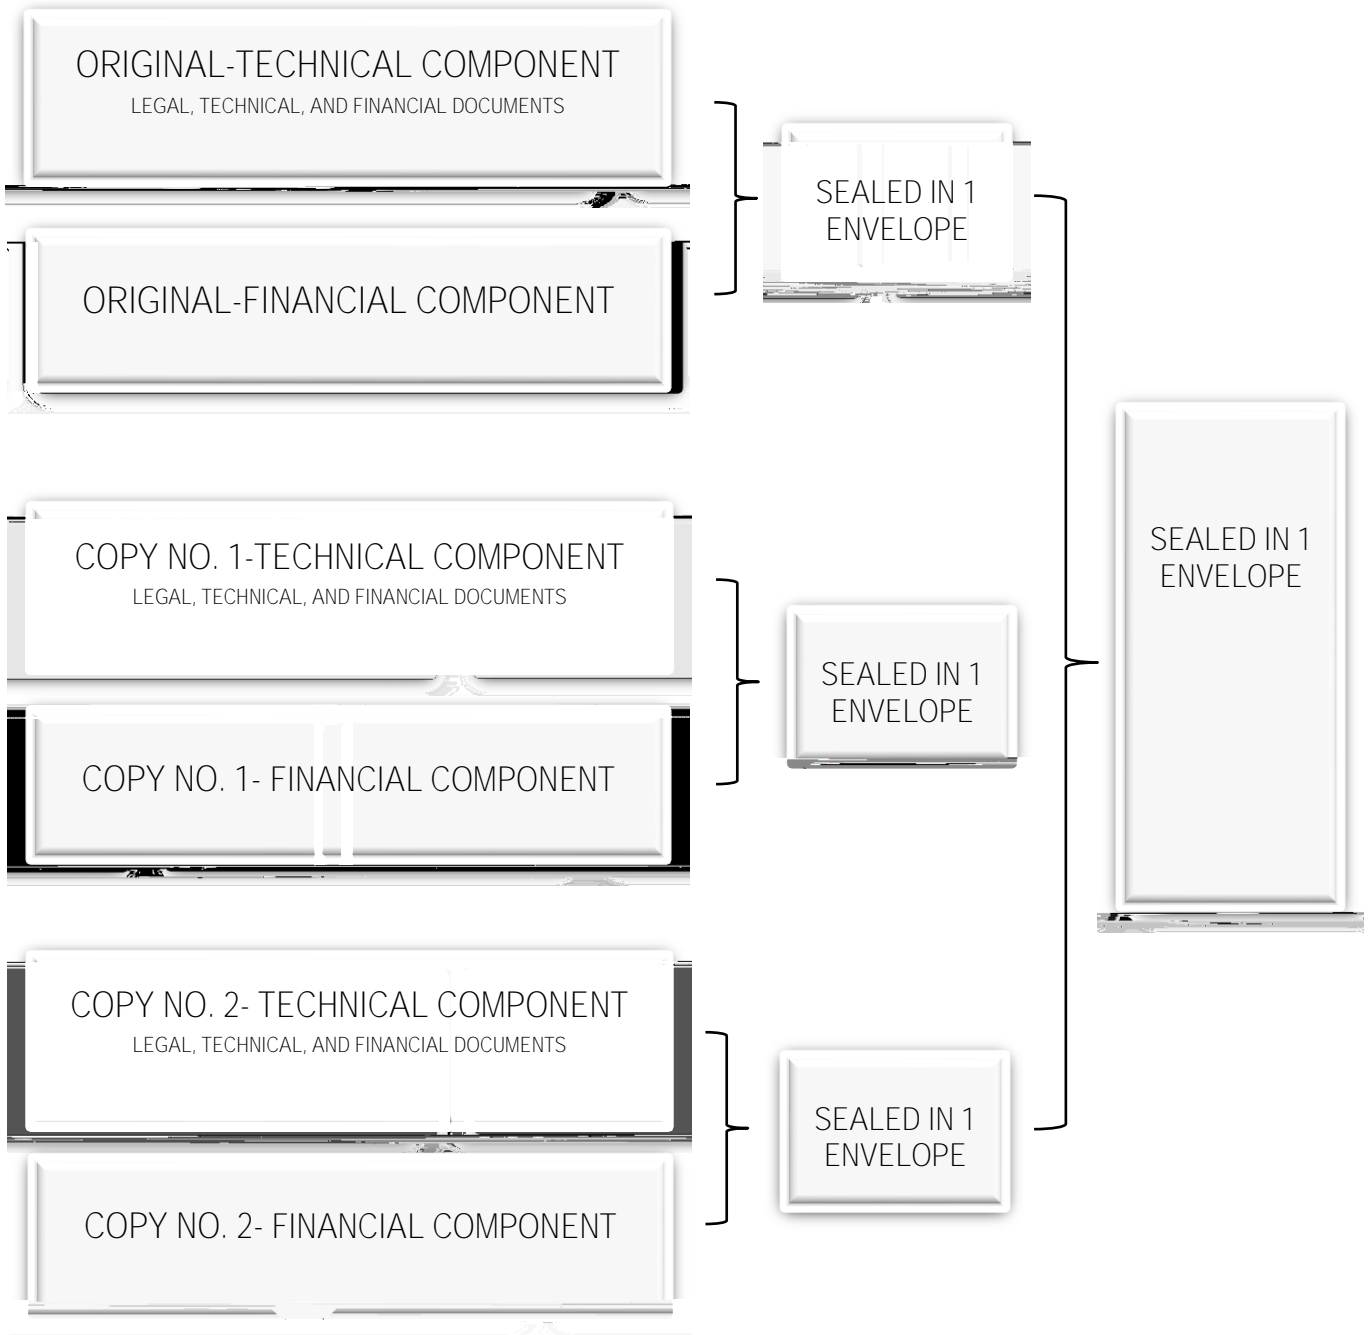 ORIGINAL-TECHNICAL COMPONENT
LEGAL, TECHNICAL, AND FINANCIAL DOCUMENTS
ORIGINAL-FINANCIAL COMPONENT
SEALED IN 1
ENVELOPE
COPY NO. 1-TECHNICAL COMPONENT
LEGAL, TECHNICAL, AND FINANCIAL DOCUMENTS
COPY NO. 1- FINANCIAL COMPONENT
SEALED IN 1
ENVELOPE
COPY NO. 2- TECHNICAL COMPONENT
LEGAL, TECHNICAL, AND FINANCIAL DOCUMENTS
COPY NO. 2- FINANCIAL COMPONENT
SEALED IN 1
ENVELOPE
SEALED IN 1
ENVELOPE